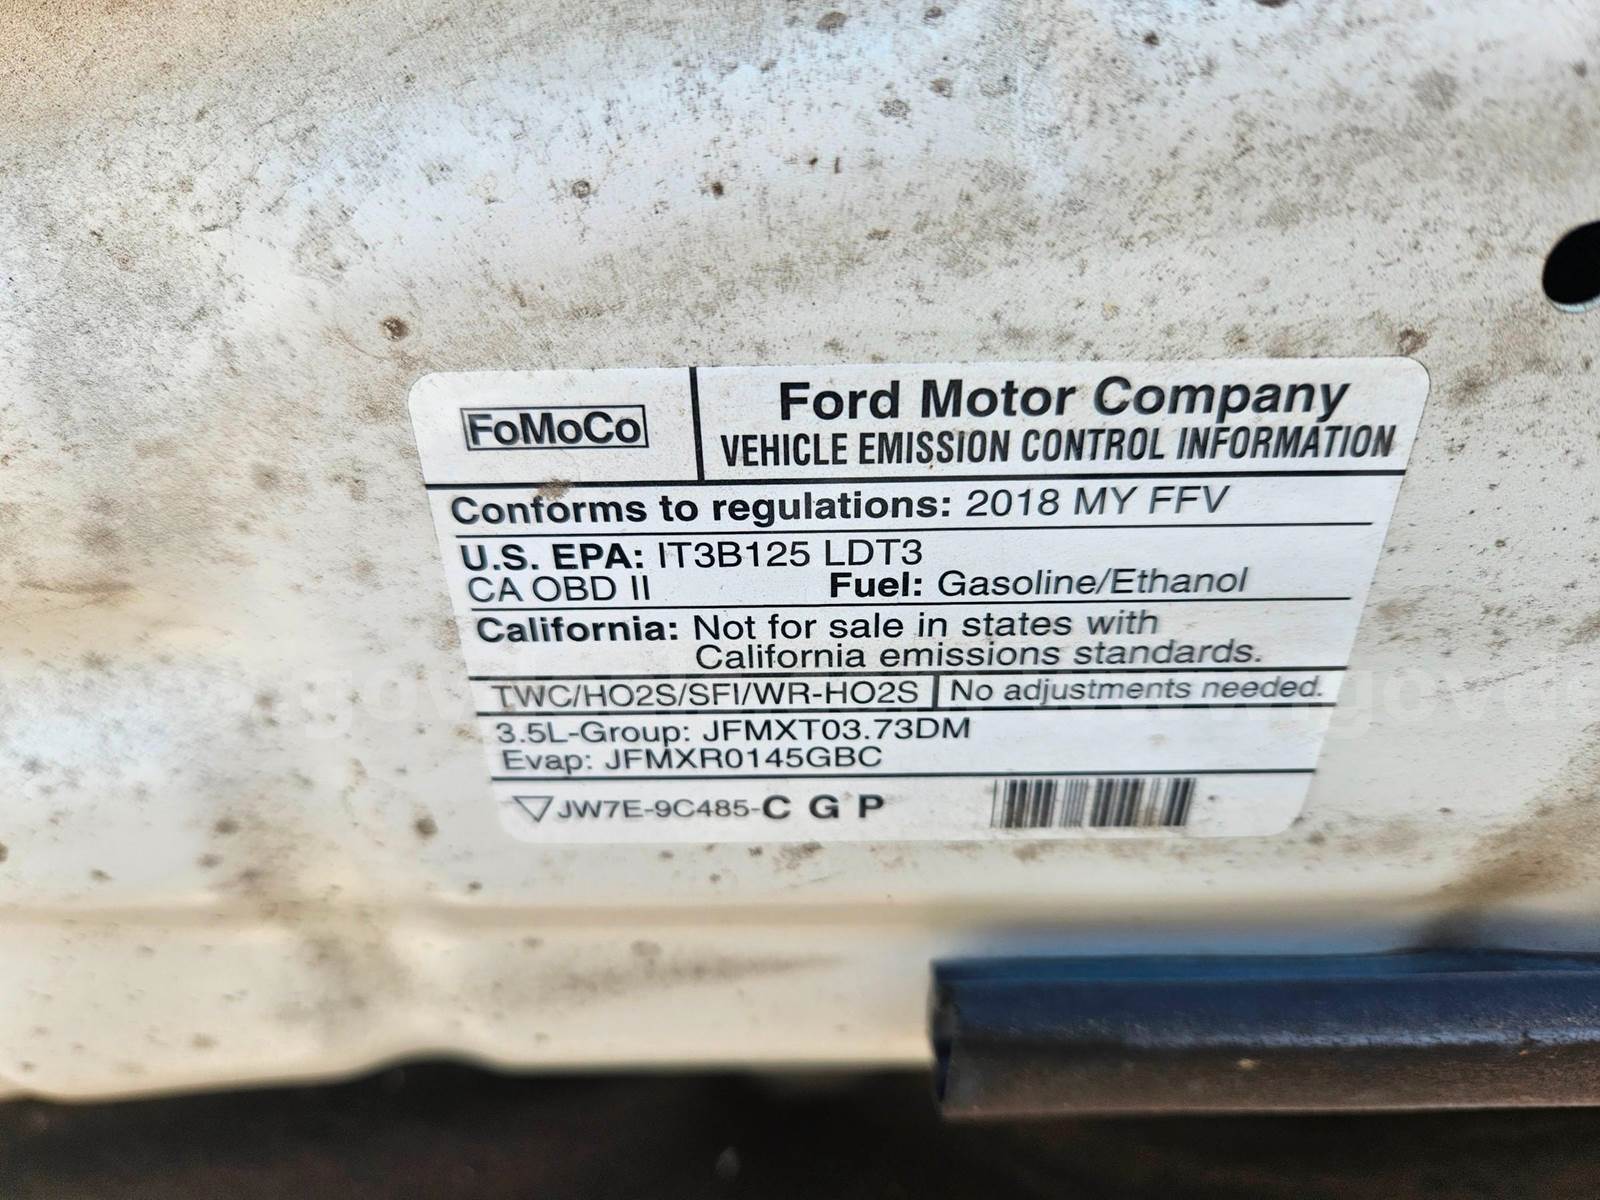 FoMoCo
Ford Motor Company
VEHICLE EMISSION CONTROL INFORMATION
Conforms to regulations: 2018 MY FFV
U.S. EPA: IT3B125 LDT3
CA OBD II Fuel: Gasoline/Ethanol
California: Not for sale in states with
California emissions standards.
TWC/HO2S/SFI/WR-HO2S No adjustments needed.
3.5L-Group: JFMXT03.73DM
Evap: JFMXR0145GBC
JW7E-9C485-C G P